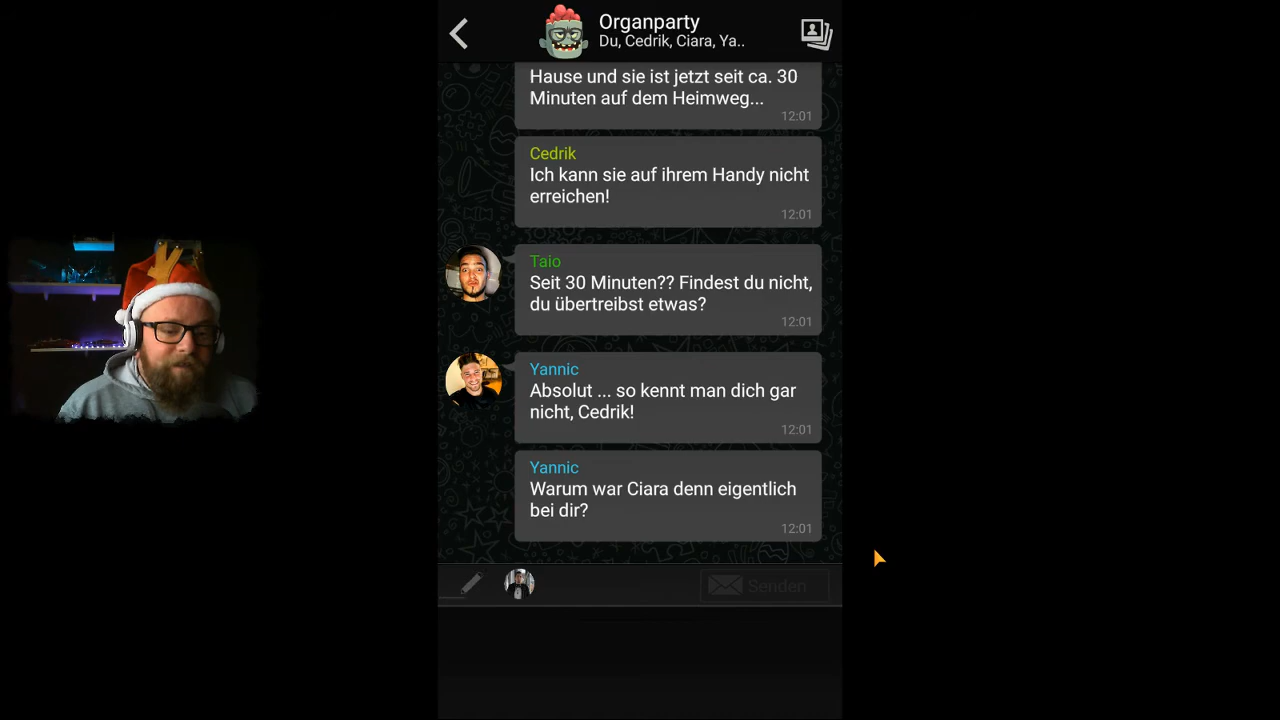 Organparty
Du, Cedrik, Ciara, Ya..
Hause und sie ist jetzt seit ca. 30
Minuten auf dem Heimweg...
12:01
Cedrik
Ich kann sie auf ihrem Handy nicht
erreichen!
12:01
Taio
Seit 30 Minuten?? Findest du nicht,
du übertreibst etwas?
12:01
Yannic
Absolut ... so kennt man dich gar
nicht, Cedrik!
12:01
Yannic
Warum war Ciara denn eigentlich
bei dir?
12:01
Senden